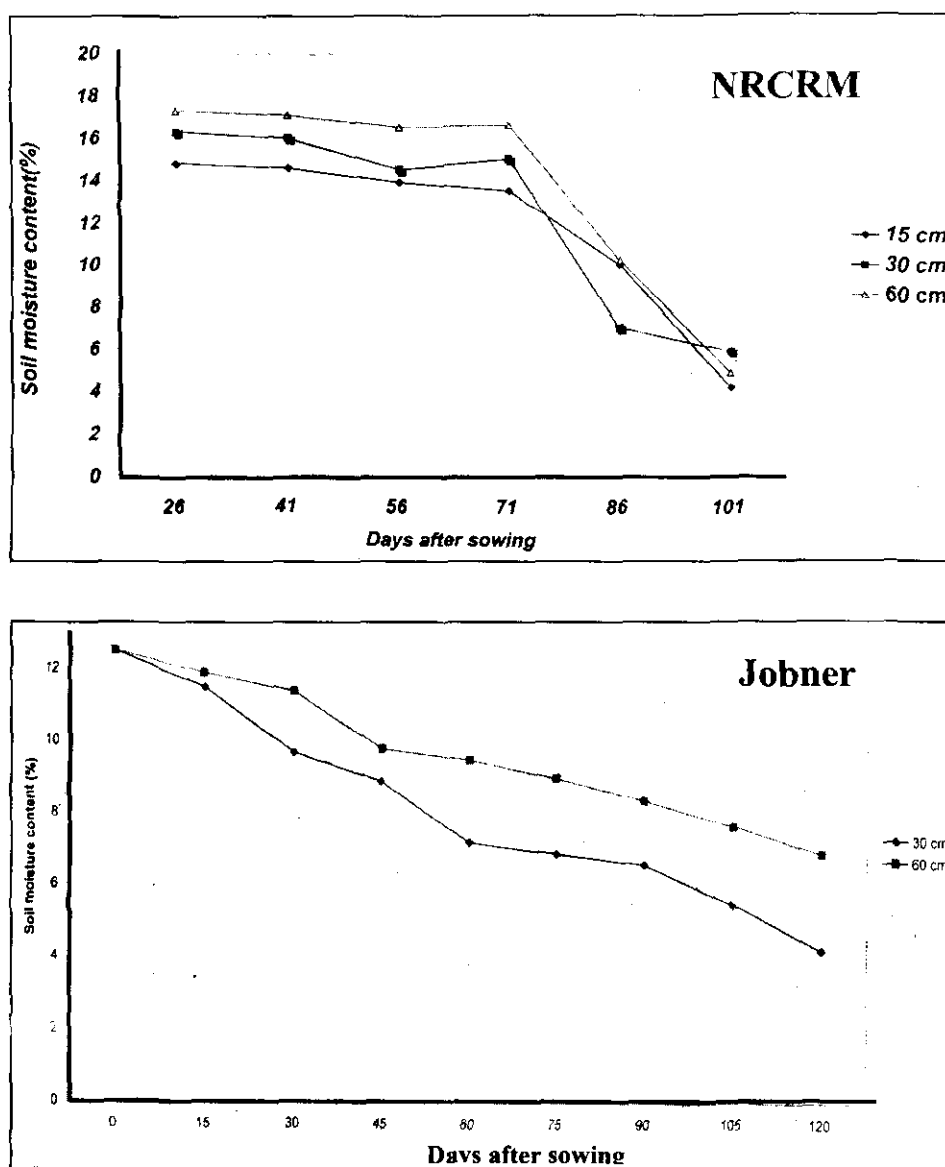 NRCRM
Soil moisture content(%)
20
18
16
14
12
10
8
6
4
2
0
26 41 56 71 86 101
Days after sowing
15 cm
30 cm
60 cm
Jobner
Soil moisture content (%)
12
10
8
6
4
2
0
0 15 30 45 60 75 90 105 120
Days after sowing
30 cm
60 cm